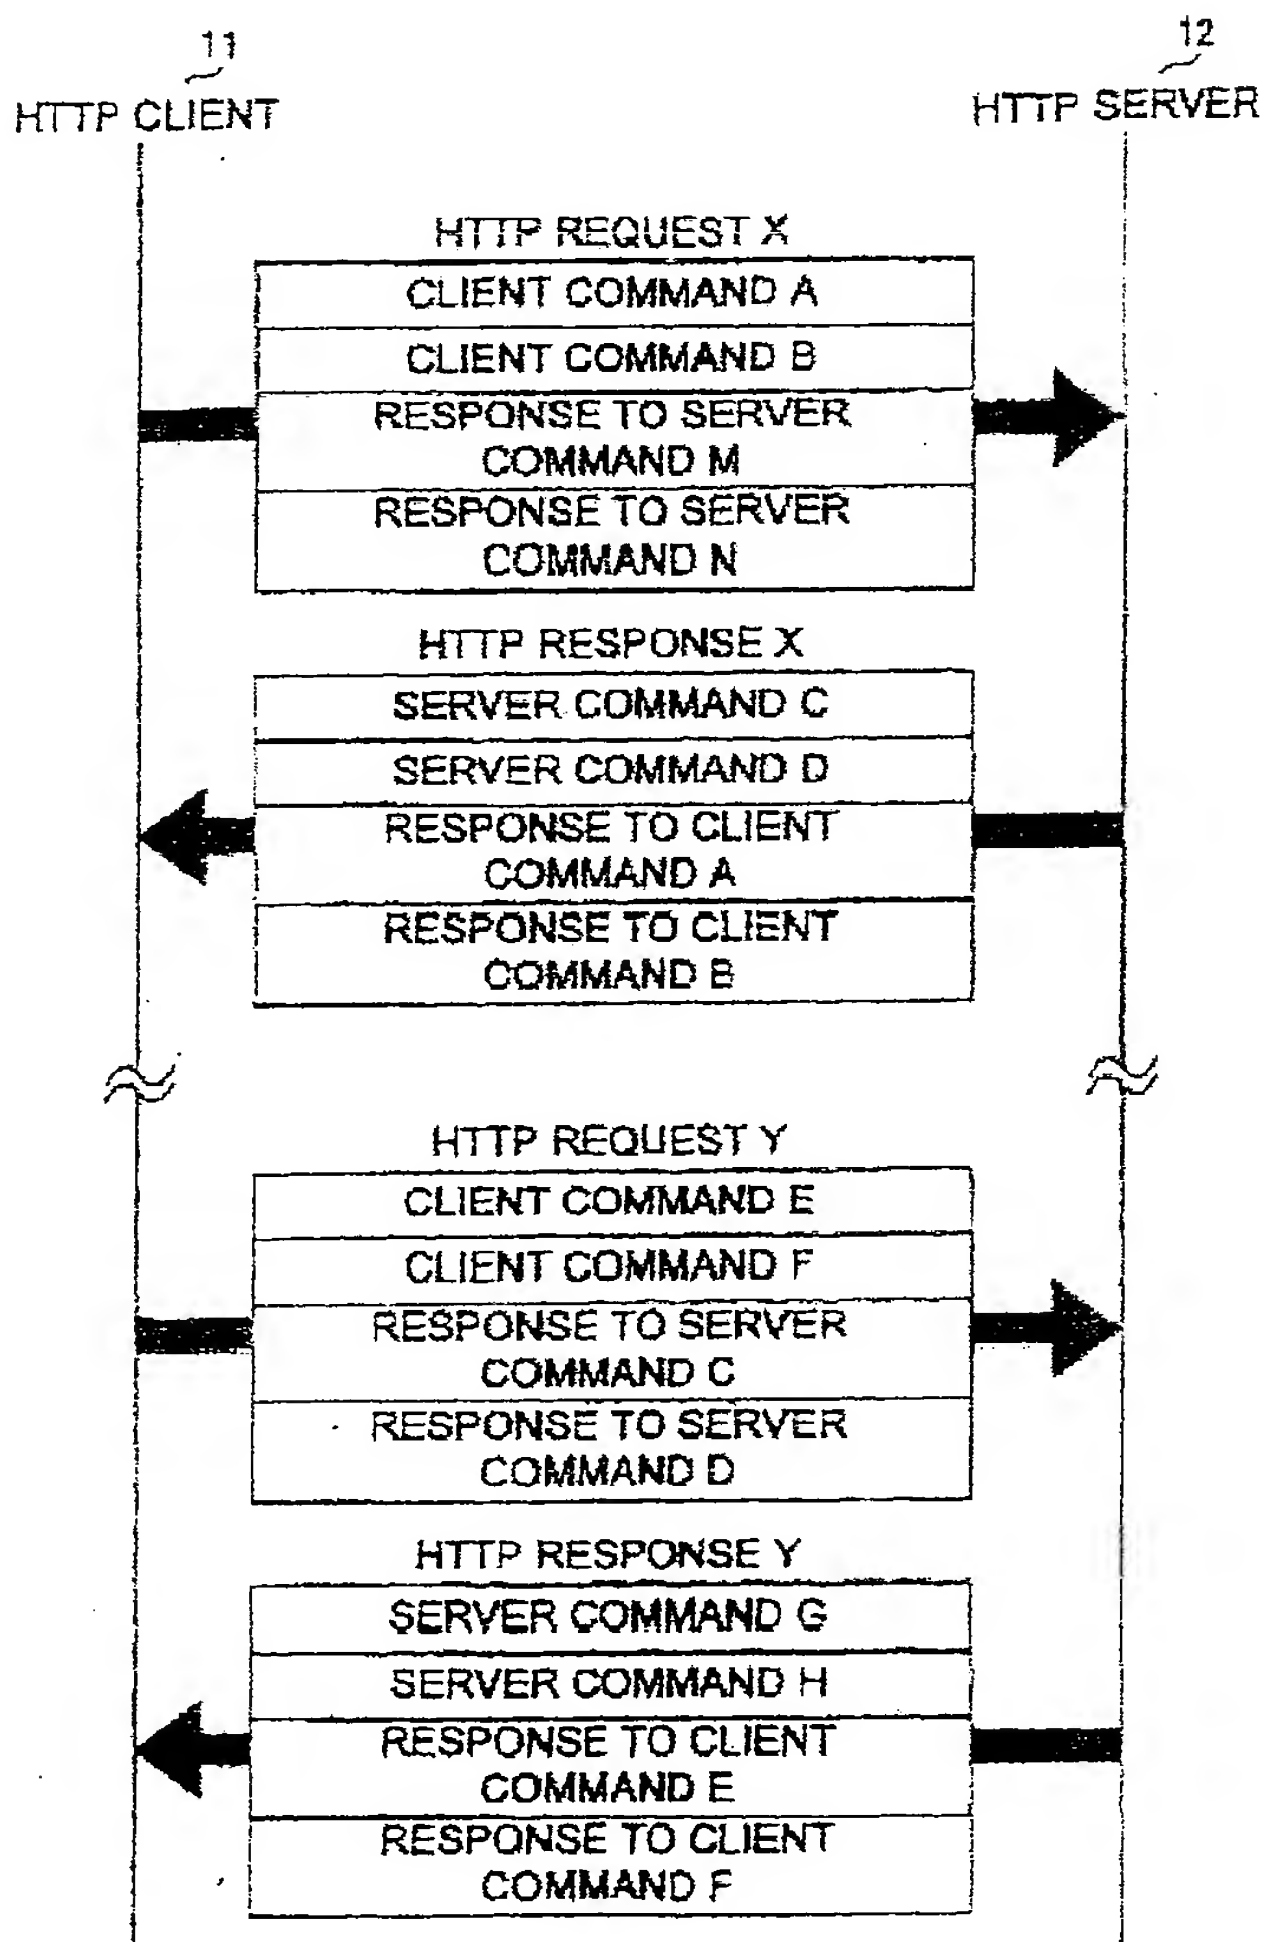 11
12
HTTP CLIENT
HTTP SERVER
HTTP REQUEST X
CLIENT COMMAND A
CLIENT COMMAND B
RESPONSE TO SERVER
COMMAND M
RESPONSE TO SERVER
COMMAND N
HTTP RESPONSE X
SERVER COMMAND C
SERVER COMMAND D
RESPONSE TO CLIENT
COMMAND A
RESPONSE TO CLIENT
COMMAND B
HTTP REQUEST Y
CLIENT COMMAND E
CLIENT COMMAND F
RESPONSE TO SERVER
COMMAND C
RESPONSE TO SERVER
COMMAND D
HTTP RESPONSE Y
SERVER COMMAND G
SERVER COMMAND H
RESPONSE TO CLIENT
COMMAND E
RESPONSE TO CLIENT
COMMAND F